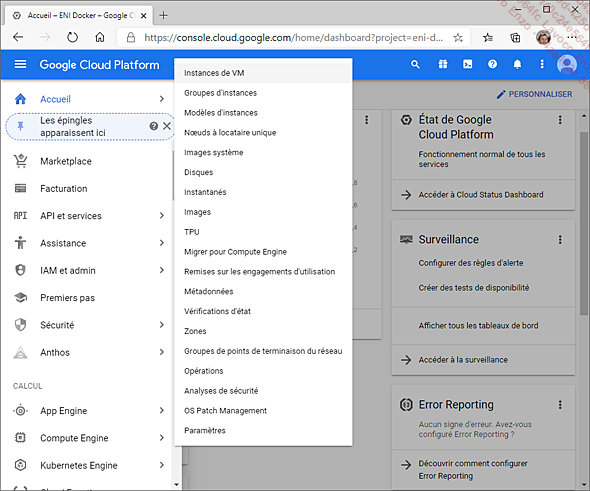 Accueil – ENI Docker – Google C
https://console.cloud.google.com/home/dashboard?project=eni-d...
Google Cloud Platform
PERSONNALISER
Accueil
Les épingles
apparaissent ici
Marketplace
Facturation
API
API et services
Assistance
IAM et admin
Premiers pas
Sécurité
Anthos
CALCUL
App Engine
Compute Engine
Kubernetes Engine
Instances de VM
Groupes d'instances
Modèles d'instances
Nœuds à locataire unique
Images système
Disques
Instantanés
Images
TPU
Migrer pour Compute Engine
Remises sur les engagements d'utilisation
Métadonnées
Vérifications d'état
Zones
Groupes de points de terminaison du réseau
Opérations
Analyses de sécurité
OS Patch Management
Paramètres
État de Google
Cloud Platform
Fonctionnement normal de tous les
services
Accéder à Cloud Status Dashboard
Surveillance
Configurer des règles d'alerte
Créer des tests de disponibilité
Afficher tous les tableaux de bord
Accéder à la surveillance
Error Reporting
Aucun signe d'erreur. Avez-vous
configuré Error Reporting ?
Découvrir comment configurer
Error Reporting